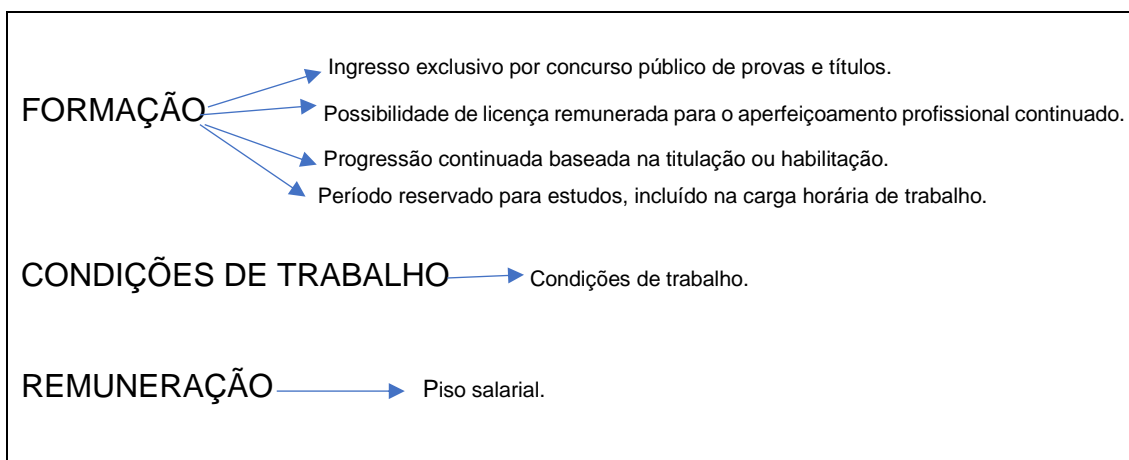 Ingresso exclusivo por concurso público de provas e títulos.
FORMAÇÃO
Possibilidade de licença remunerada para o aperfeiçoamento profissional continuado.
Progressão continuada baseada na titulação ou habilitação.
Período reservado para estudos, incluído na carga horária de trabalho.
CONDIÇÕES DE TRABALHO
Condições de trabalho.
REMUNERAÇÃO
Piso salarial.